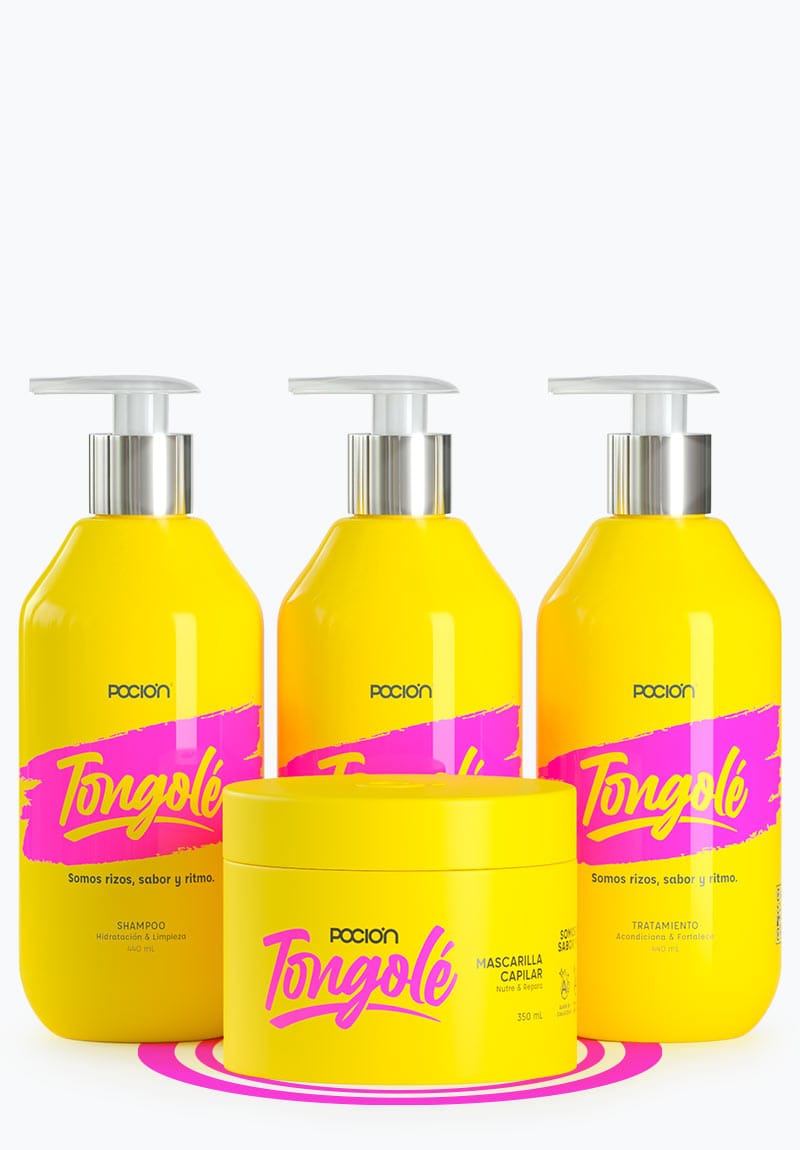 POCIÓN
Tongolé
Somos rizos, sabor y ritmo.
SHAMPOO
Hidratación & Limpieza
440 mL
POCIÓN
POCIÓN
Tongolé
Somos rizos, sabor y ritmo.
TRATAMIENTO
Acondiciona & Fortalece
440 mL
POCIÓN
Tongolé
MASCARILLA
CAPILAR
Nutre & Repara
350 mL
SABOR